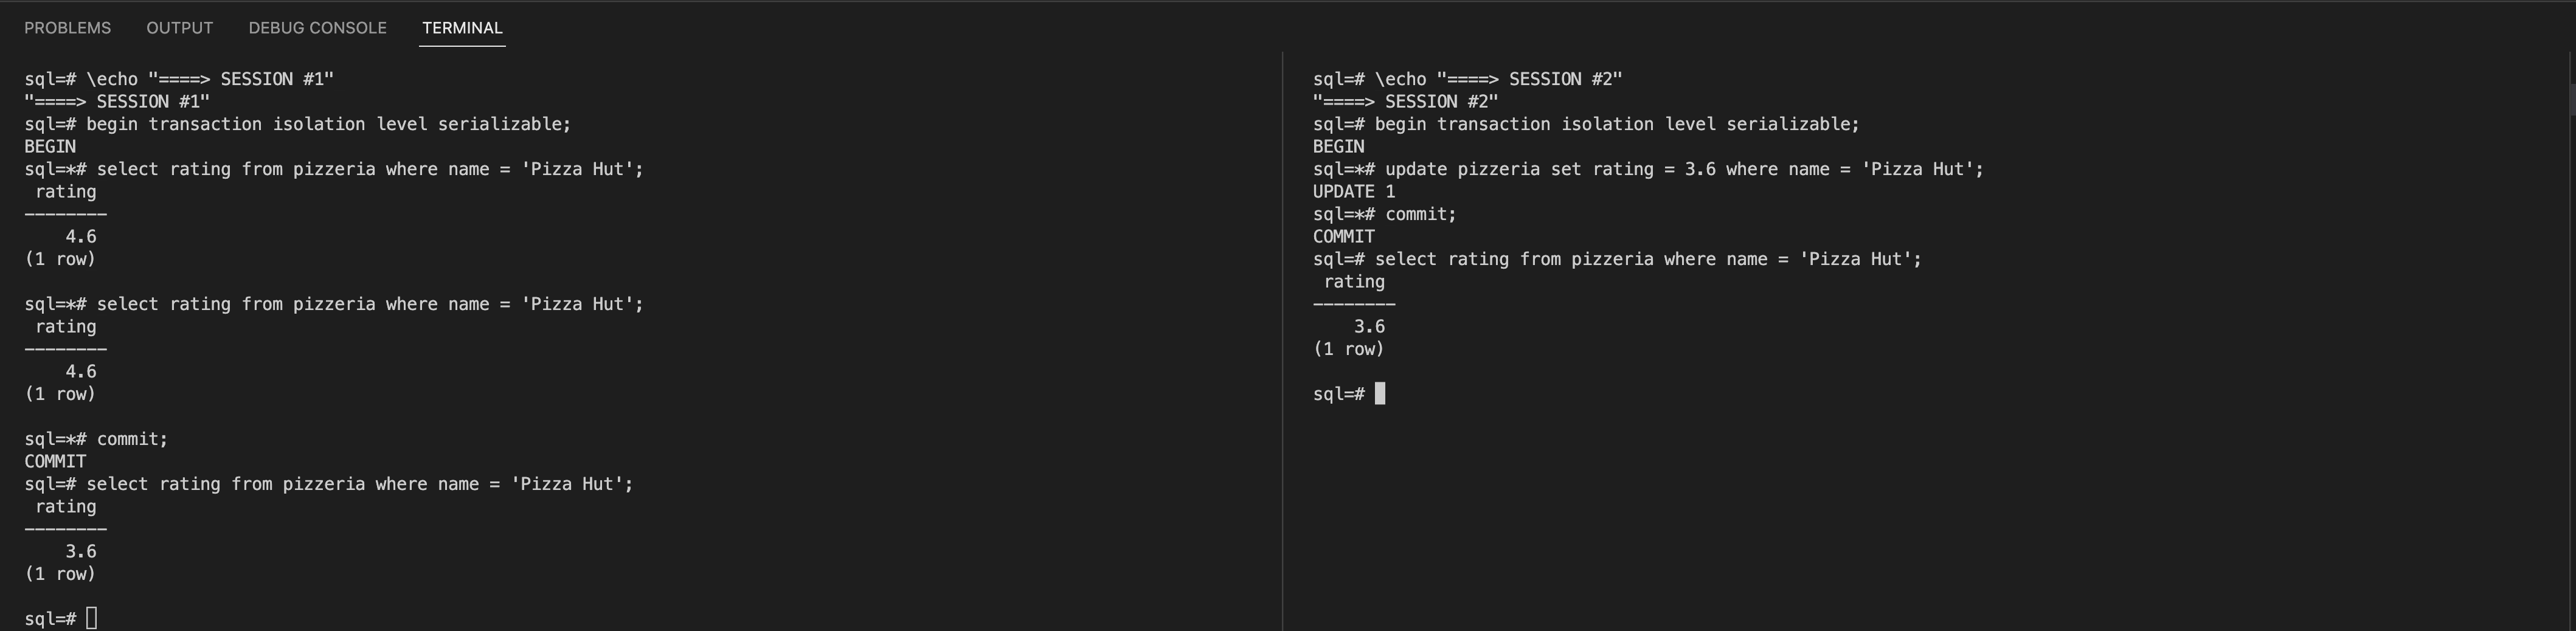 PROBLEMS OUTPUT DEBUG CONSOLE TERMINAL
sql=# \echo "====> SESSION #1"
"====> SESSION #1"
sql=# begin transaction isolation level serializable;
BEGIN
sql=*# select rating from pizzeria where name = 'Pizza Hut';
 rating
--------
    4.6
(1 row)

sql=*# select rating from pizzeria where name = 'Pizza Hut';
 rating
--------
    4.6
(1 row)

sql=*# commit;
COMMIT
sql=# select rating from pizzeria where name = 'Pizza Hut';
 rating
--------
    3.6
(1 row)

sql=#
sql=# \echo "====> SESSION #2"
"====> SESSION #2"
sql=# begin transaction isolation level serializable;
BEGIN
sql=*# update pizzeria set rating = 3.6 where name = 'Pizza Hut';
UPDATE 1
sql=*# commit;
COMMIT
sql=# select rating from pizzeria where name = 'Pizza Hut';
 rating
--------
    3.6
(1 row)

sql=#